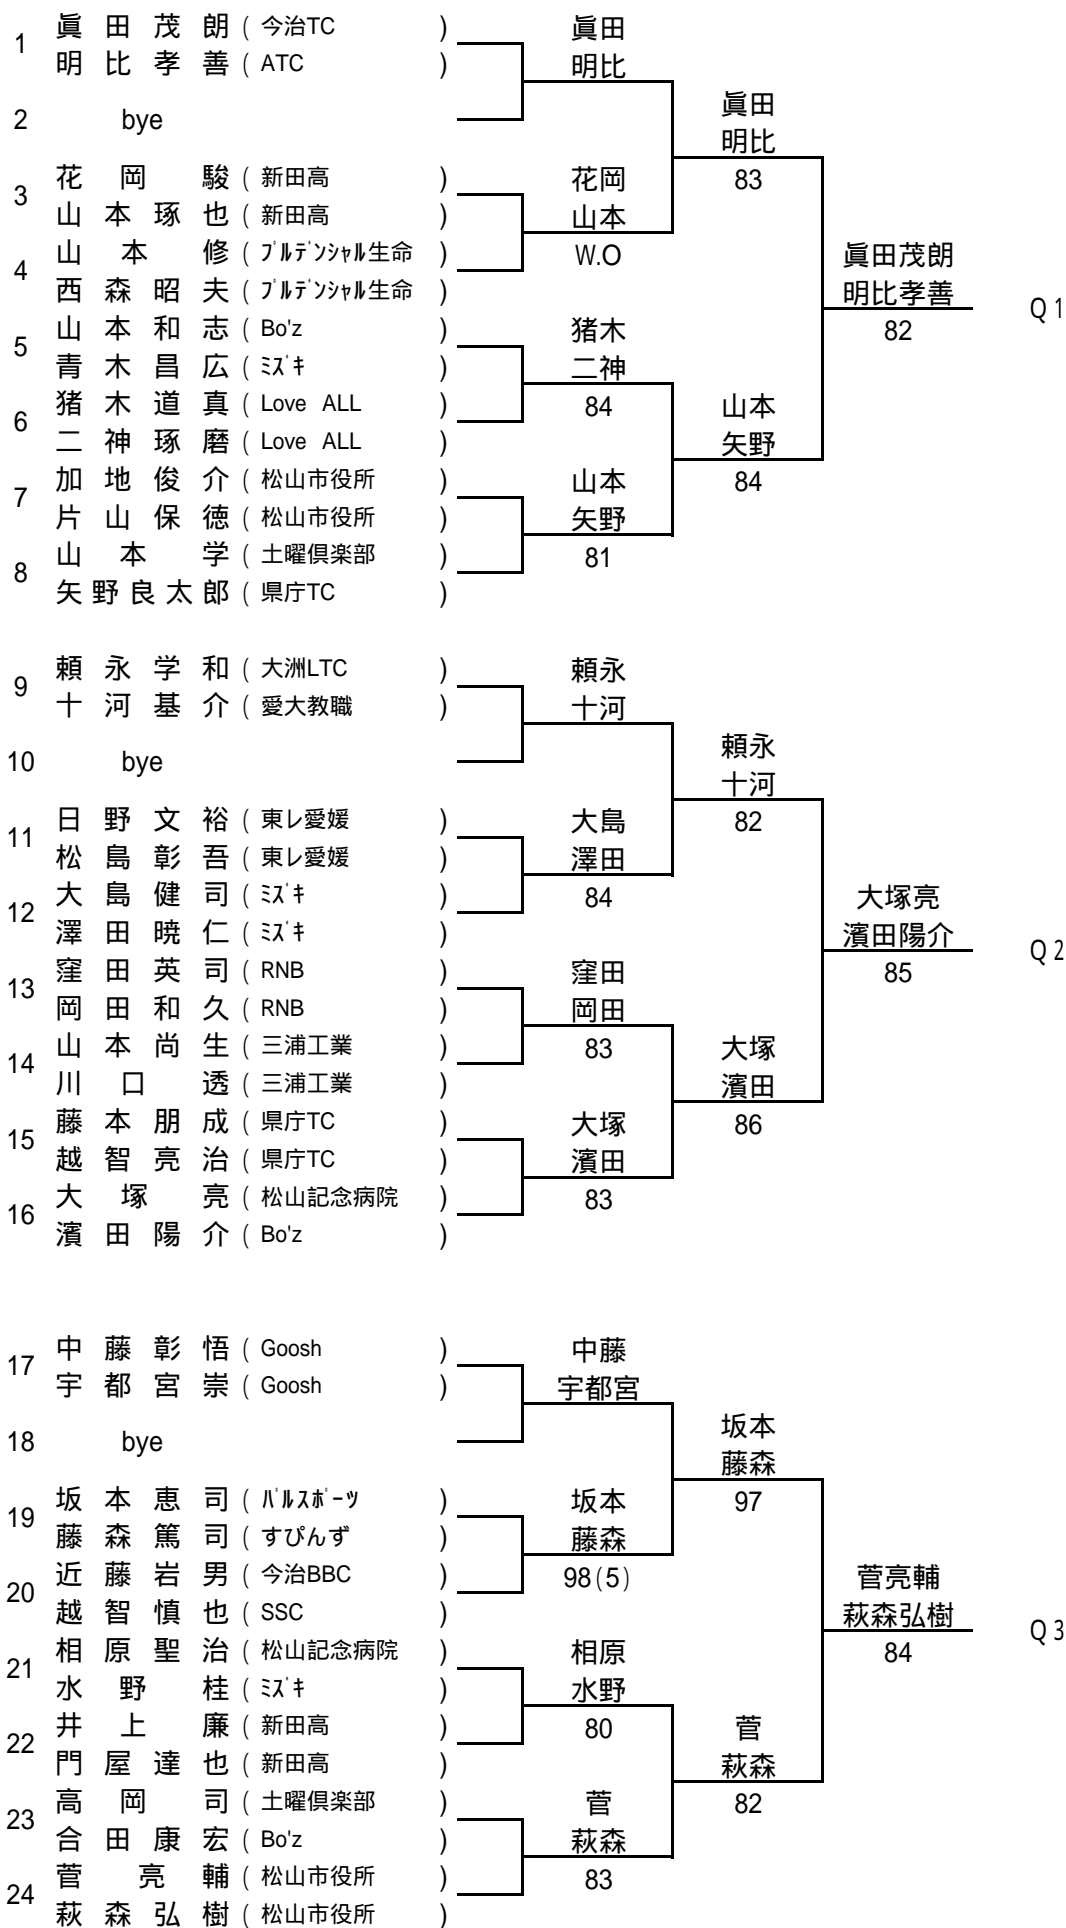 1 眞田茂朗 ( 今治TC )
明比孝善 ( ATC )
2 bye
3 花岡駿 ( 新田高 )
山本琢也 ( 新田高 )
4 山本修 ( プルデンシャル生命 )
西森昭夫 ( プルデンシャル生命 )
5 山本和志 ( Bo'z )
青木昌広 ( ミズキ )
6 猪木道真 ( Love ALL )
二神琢磨 ( Love ALL )
7 加地俊介 ( 松山市役所 )
片山保徳 ( 松山市役所 )
8 山本学 ( 土曜倶楽部 )
矢野良太郎 ( 県庁TC )
眞田
明比
花岡
山本
W.O
猪木
二神
84
山本
矢野
81
眞田
明比
83
山本
矢野
84
眞田茂朗
明比孝善
82
Q1
9 頼永学和 ( 大洲LTC )
十河基介 ( 愛大教職 )
10 bye
11 日野文裕 ( 東レ愛媛 )
松島彰吾 ( 東レ愛媛 )
12 大島健司 ( ミズキ )
澤田暁仁 ( ミズキ )
13 窪田英司 ( RNB )
岡田和久 ( RNB )
14 山本尚生 ( 三浦工業 )
川口透 ( 三浦工業 )
15 藤本朋成 ( 県庁TC )
越智亮治 ( 県庁TC )
16 大塚亮 ( 松山記念病院 )
濱田陽介 ( Bo'z )
頼永
十河
大島
澤田
84
窪田
岡田
83
大塚
濱田
83
頼永
十河
82
大塚
濱田
86
大塚亮
濱田陽介
85
Q2
17 中藤彰悟 ( Goosh )
宇都宮崇 ( Goosh )
18 bye
19 坂本恵司 ( パルスポーツ )
藤森篤司 ( すぴんず )
20 近藤岩男 ( 今治BBC )
越智慎也 ( SSC )
21 相原聖治 ( 松山記念病院 )
水野桂 ( ミズキ )
22 井上廉 ( 新田高 )
門屋達也 ( 新田高 )
23 高岡司 ( 土曜倶楽部 )
合田康宏 ( Bo'z )
24 菅亮輔 ( 松山市役所 )
萩森弘樹 ( 松山市役所 )
中藤
宇都宮
坂本
藤森
98(5)
相原
水野
80
菅
萩森
83
坂本
藤森
97
菅
萩森
82
菅亮輔
萩森弘樹
84
Q3